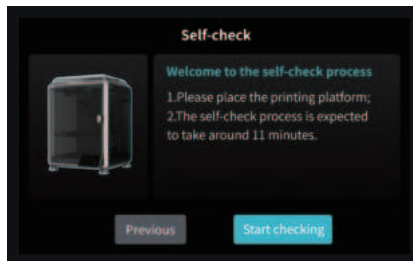 Self-check
Welcome to the self-check process
1.Please place the printing platform;
2.The self-check process is expected
to take around 11 minutes.
Previous
Start checking